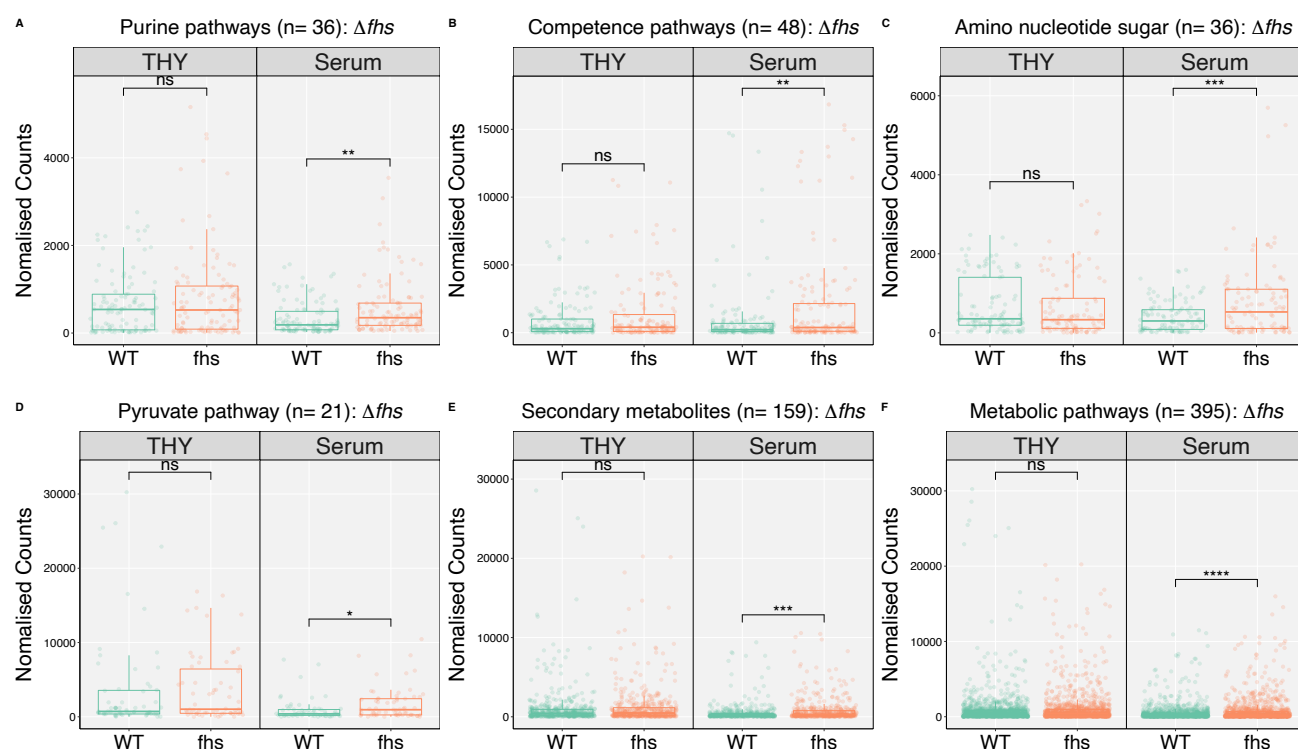 A Purine pathways (n= 36): Δfhs
THY Serum
ns
**
Nomalised Counts
4000
2000
0
WT fhs WT fhs
B Competence pathways (n= 48): Δfhs
THY Serum
**
ns
Nomalised Counts
15000
10000
5000
0
WT fhs WT fhs
C Amino nucleotide sugar (n= 36): Δfhs
THY Serum
***
ns
Nomalised Counts
6000
4000
2000
0
WT fhs WT fhs
D Pyruvate pathway (n= 21): Δfhs
THY Serum
ns
*
Nomalised Counts
30000
20000
10000
0
WT fhs WT fhs
E Secondary metabolites (n= 159): Δfhs
THY Serum
ns
***
Nomalised Counts
30000
20000
10000
0
WT fhs WT fhs
F Metabolic pathways (n= 395): Δfhs
THY Serum
ns
****
Nomalised Counts
30000
20000
10000
0
WT fhs WT fhs